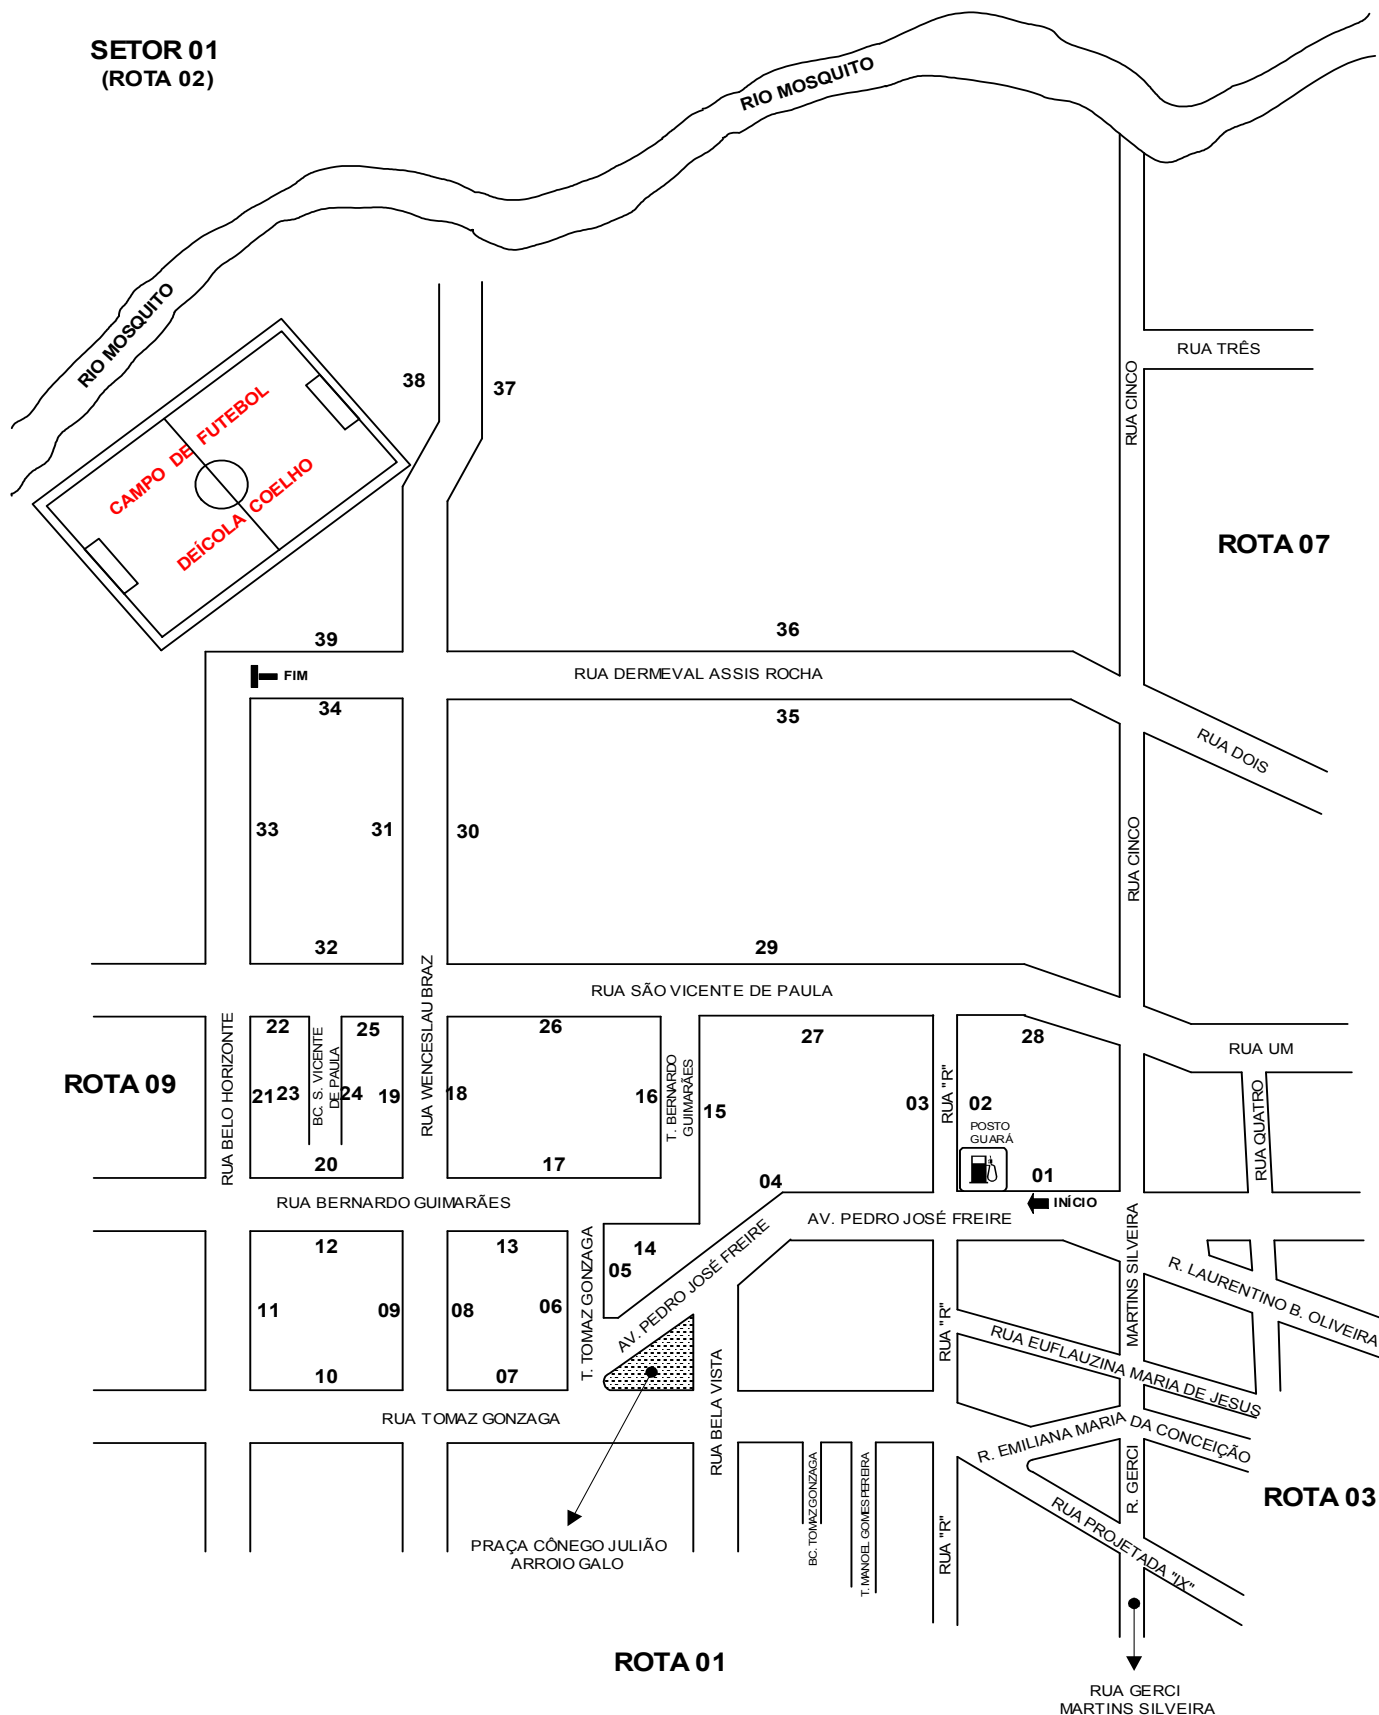 SETOR 01
(ROTA 02)
RIO MOSQUITO
RIO MOSQUITO
RUA TRÊS
RUA CINCO
38
37
CAMPO DE FUTEBOL
DEÍCOLA COELHO
ROTA 07
39
36
FIM
RUA DERMEVAL ASSIS ROCHA
34
35
RUA DOIS
33
31
30
RUA CINCO
32
29
RUA WENCESLAU BRAZ
RUA SÃO VICENTE DE PAULA
22
25
26
27
28
RUA UM
ROTA 09
RUA BELO HORIZONTE
21
23
BC. S. VICENTE
DE PAULA
24
19
18
16
T. BERNARDO
GUIMARÃES
15
03
RUA "R"
02
POSTO
GUARÁ
RUA QUATRO
20
17
04
01
INÍCIO
RUA BERNARDO GUIMARÃES
AV. PEDRO JOSÉ FREIRE
12
13
14
05
T. TOMAZ GONZAGA
AV. PEDRO JOSÉ FREIRE
MARTINS SILVEIRA
R. LAURENTINO B. OLIVEIRA
11
09
08
06
RUA "R"
RUA EUFLAUZINA MARIA DE JESUS
10
07
RUA TOMAZ GONZAGA
RUA BELA VISTA
R. EMILIANA MARIA DA CONCEIÇÃO
BC. TOMAZ GONZAGA
T. MANOEL GOMES PEREIRA
RUA "R"
R. GERCI
ROTA 03
RUA PROJETADA "IX"
PRAÇA CÔNEGO JULIÃO
ARROIO GALO
ROTA 01
RUA GERCI
MARTINS SILVEIRA